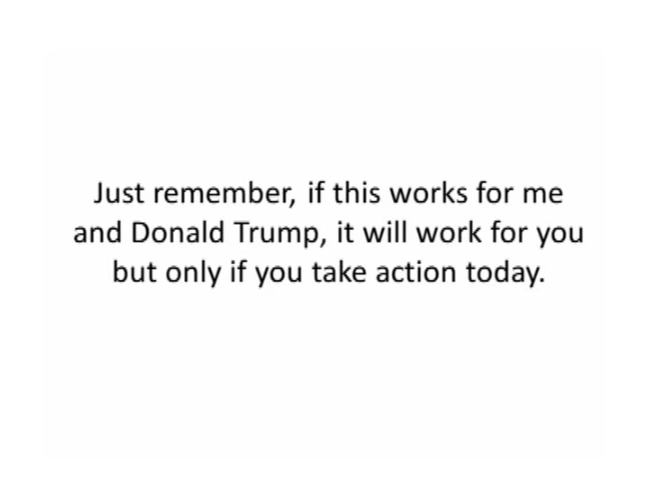 Just remember, if this works for me
and Donald Trump, it will work for you
but only if you take action today.